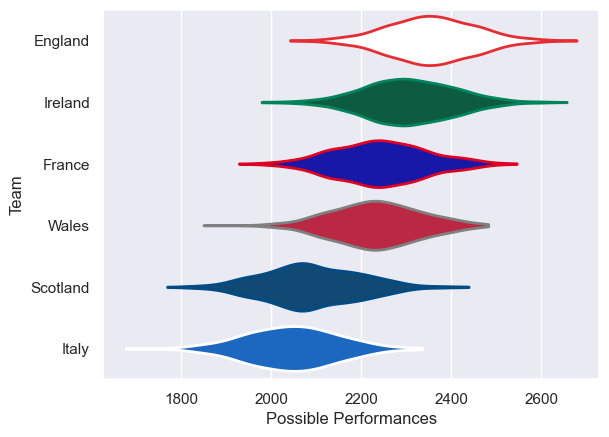 England
Ireland
France
Wales
Scotland
Italy
Team
1800 2000 2200 2400 2600
Possible Performances